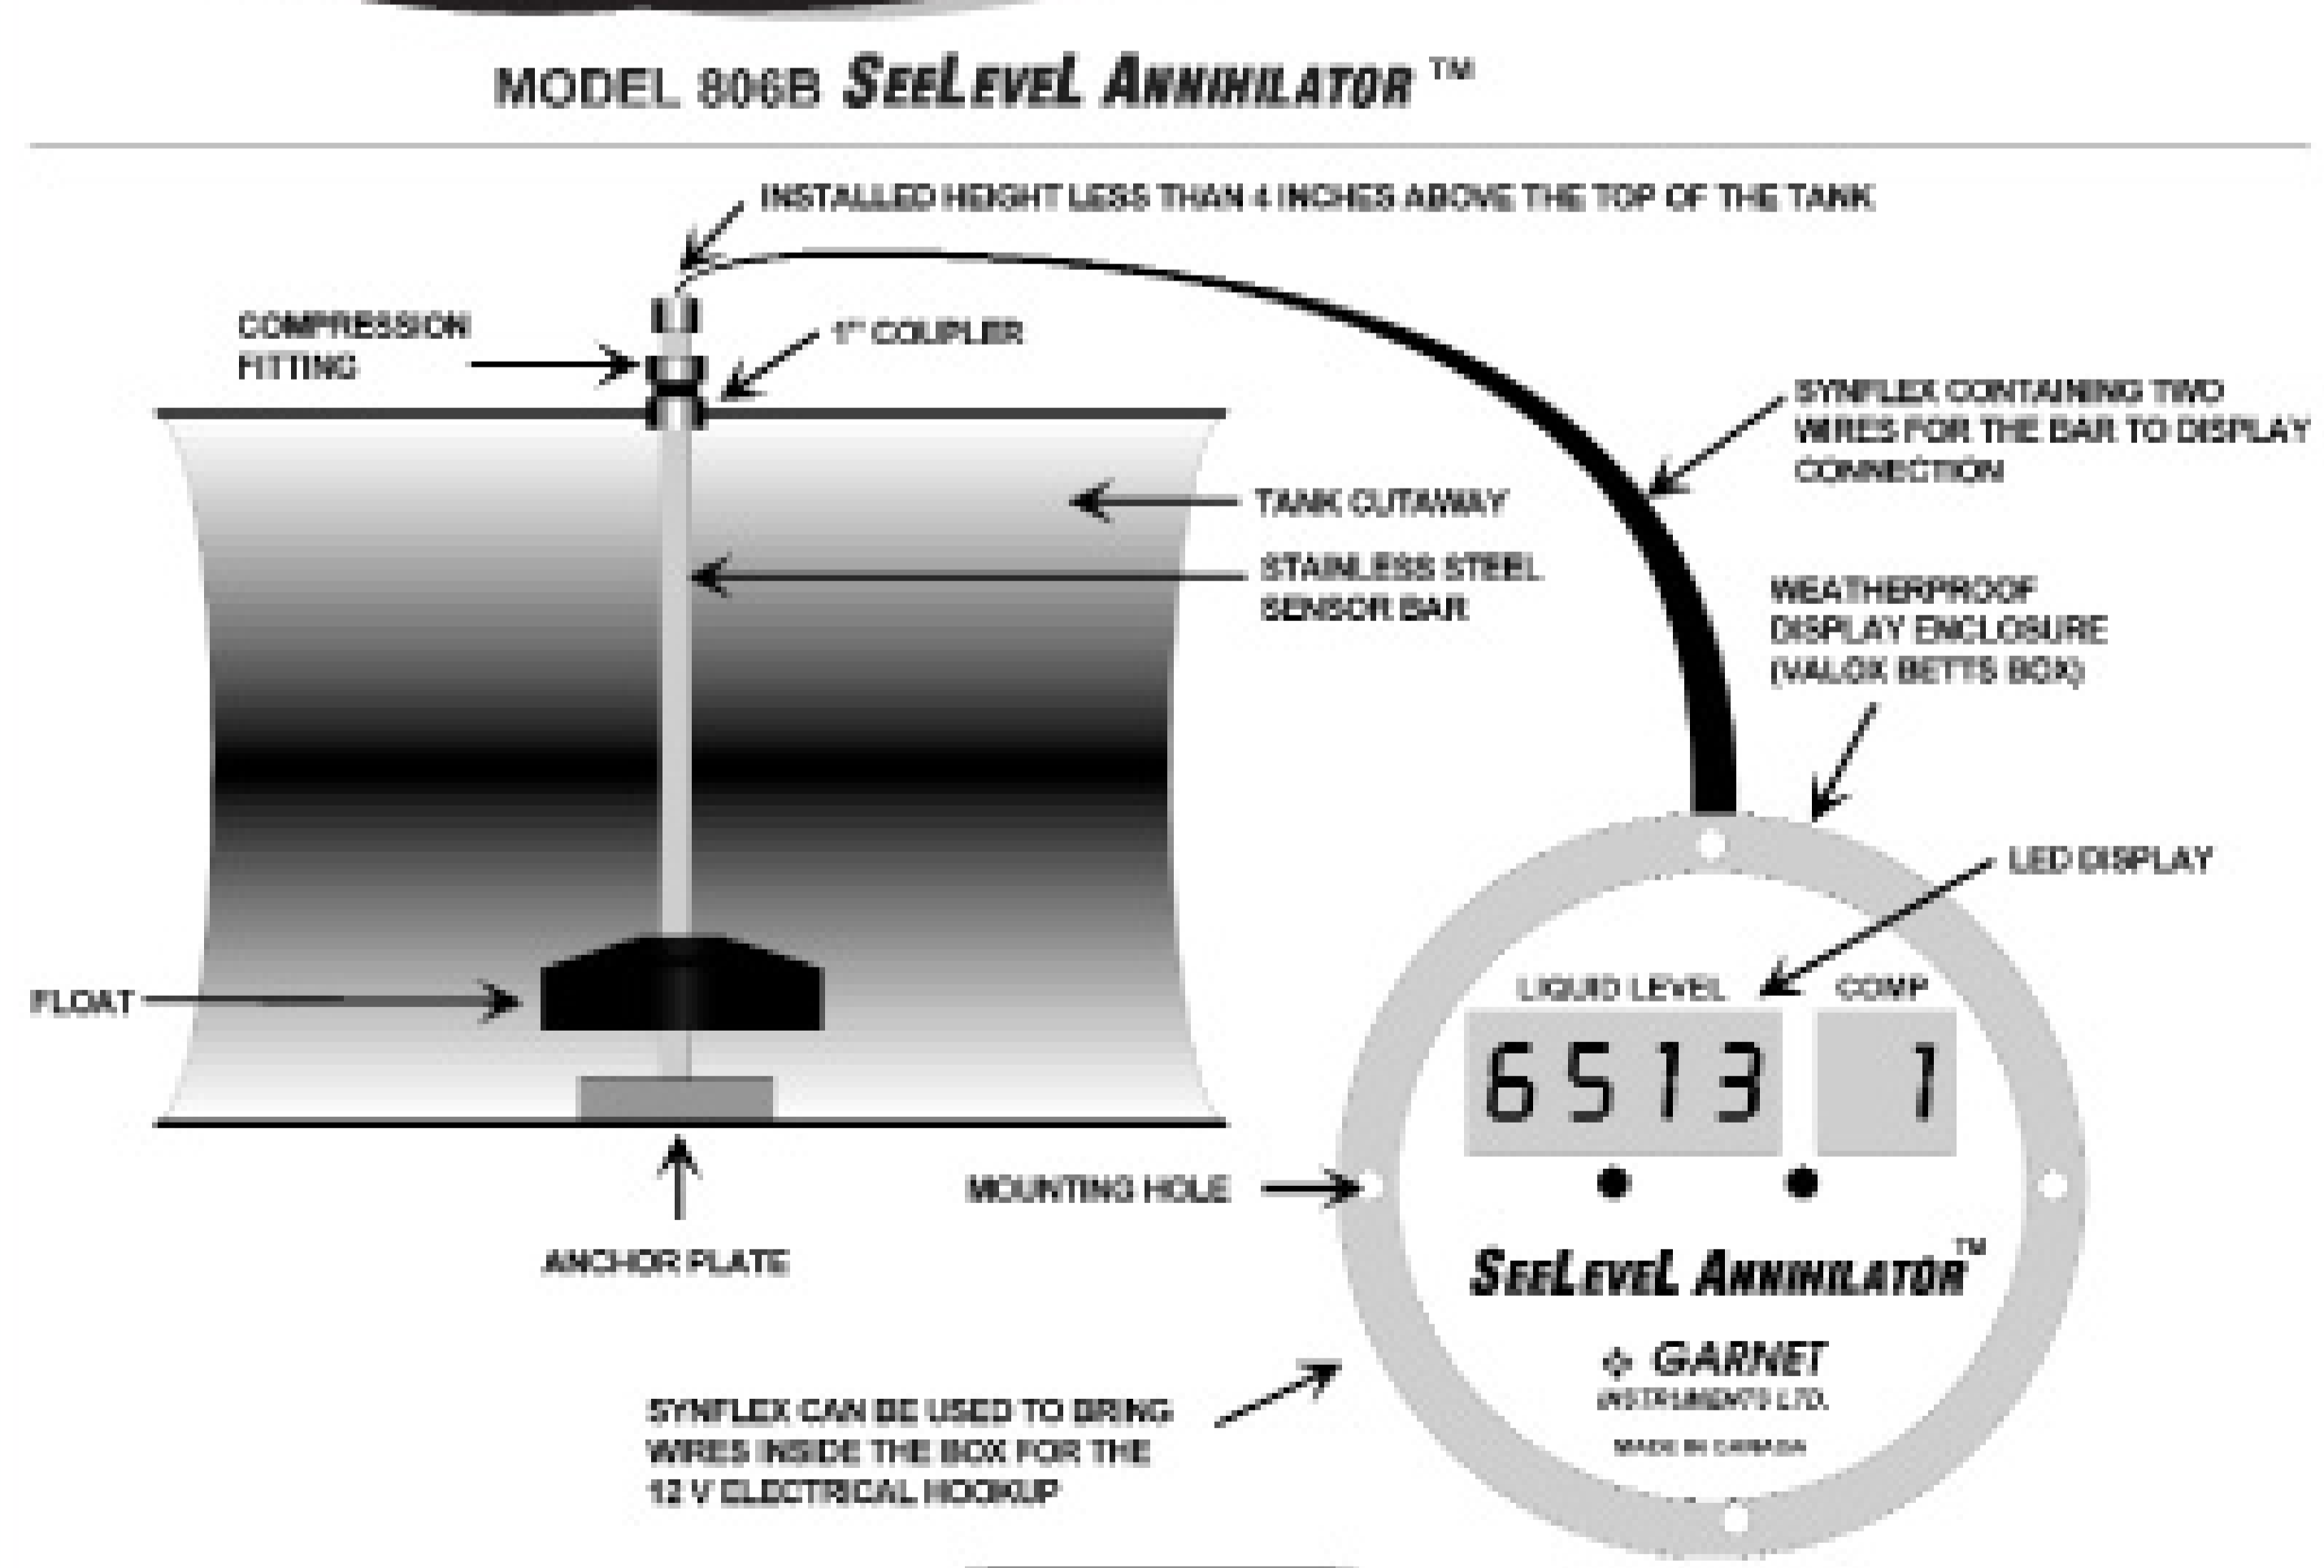 MODEL 806B SEELEVEL ANNIHILATOR™
INSTALLED HEIGHT LESS THAN 4 INCHES ABOVE THE TOP OF THE TANK
COMPRESSION
FITTING
1" COUPLER
SYNFLEX CONTAINING TWO
WIRES FOR THE BAR TO DISPLAY
CONNECTION
TANK CUTAWAY
STAINLESS STEEL
SENSOR BAR
WEATHERPROOF
DISPLAY ENCLOSURE
(VALOX BETTS BOX)
LED DISPLAY
FLOAT
LIQUID LEVEL
COMP
6513
1
MOUNTING HOLE
ANCHOR PLATE
SEELEVEL ANNIHILATOR™
GARNET
INSTRUMENTS LTD.
MADE IN CANADA
SYNFLEX CAN BE USED TO BRING
WIRES INSIDE THE BOX FOR THE
12 V ELECTRICAL HOOKUP